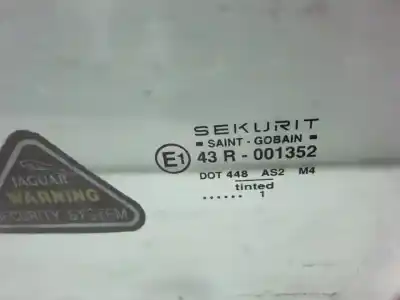 SEKURIT
SAINT - GOBAIN
E1 43 R - 001352
DOT 448 AS2 M4
tinted
...... 1
JAGUAR
WARNING
SECURITY SYSTEM